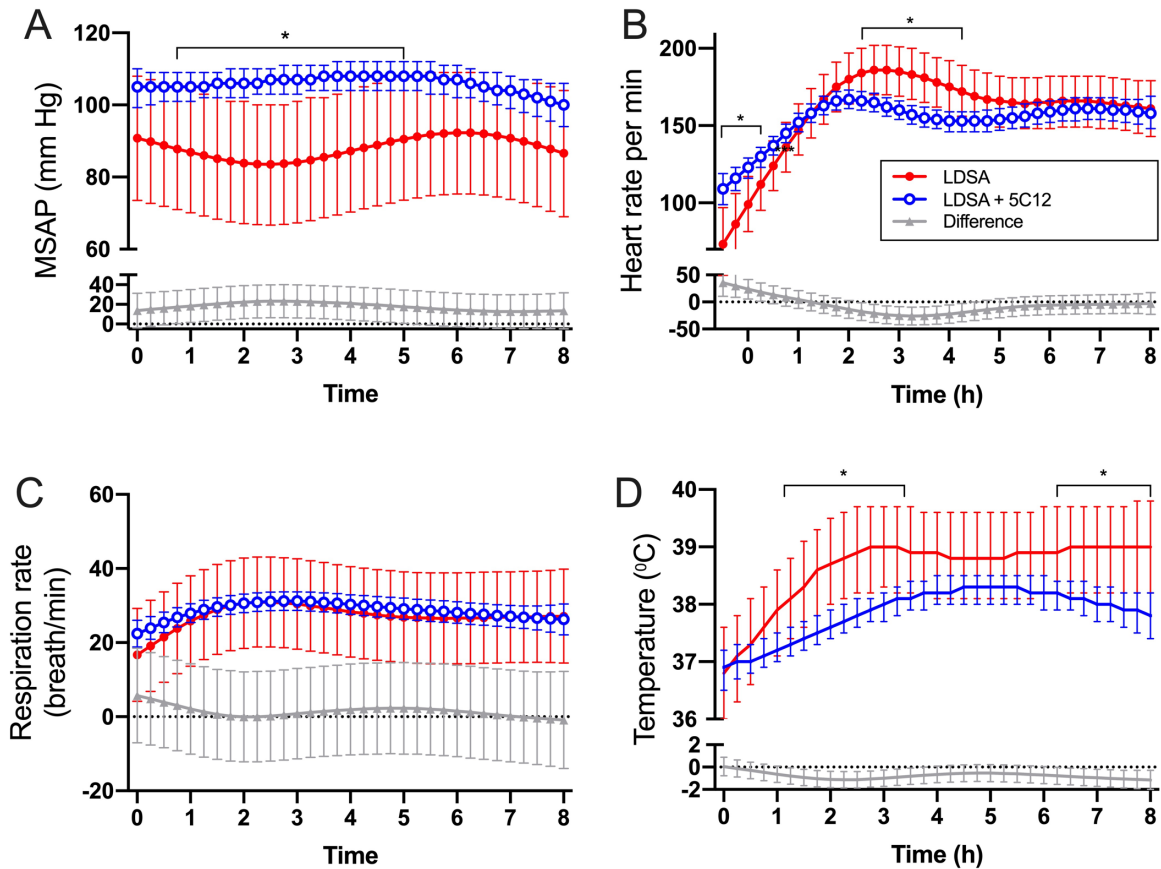 A
*
120
100
80
60
40
20
0
MSAP (mm Hg)
0 1 2 3 4 5 6 7 8
Time
B
*
*
***
200
150
100
50
0
-50
Heart rate per min
LDSA
LDSA + 5C12
Difference
0 1 2 3 4 5 6 7 8
Time (h)
C
60
40
20
0
-20
Respiration rate
(breath/min)
0 1 2 3 4 5 6 7 8
Time
D
*
*
40
39
38
37
36
2
0
-2
Temperature (⁰C)
0 1 2 3 4 5 6 7 8
Time (h)